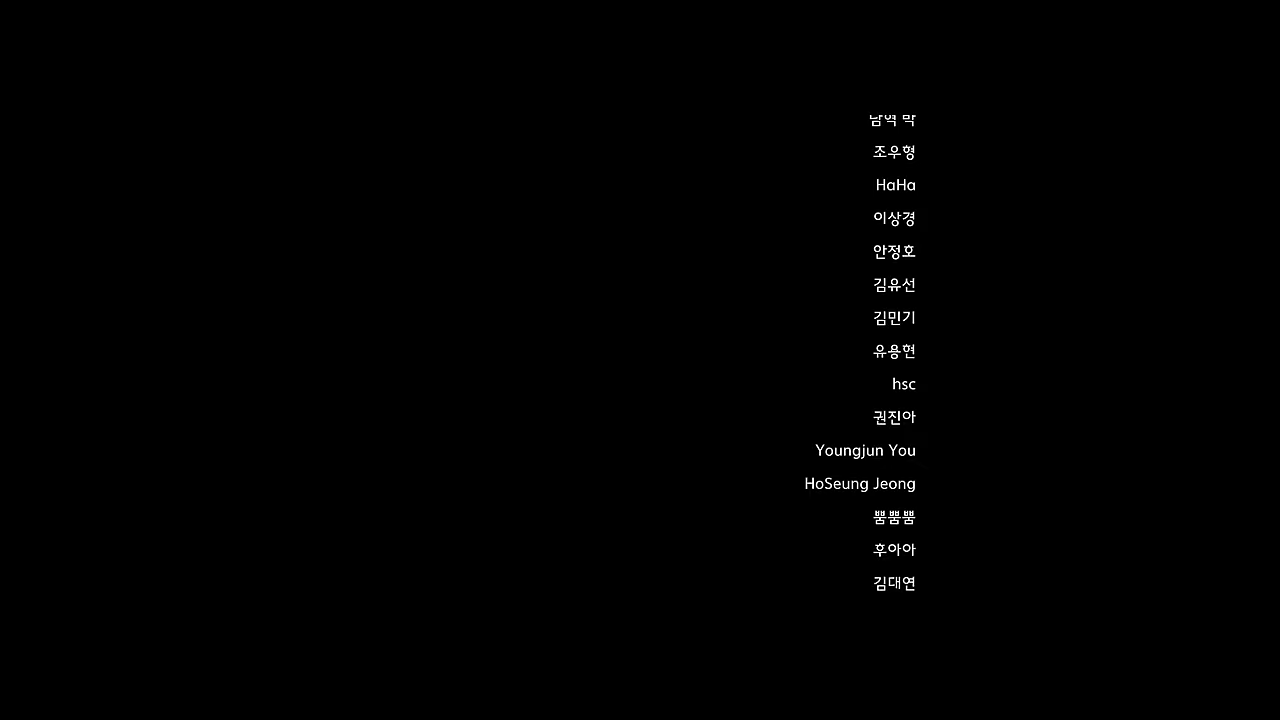 조우형
HaHa
이상경
안정호
김유선
김민기
유용현
hsc
권진아
Youngjun You
HoSeung Jeong
뿜뿜뿜
후아아
김대연